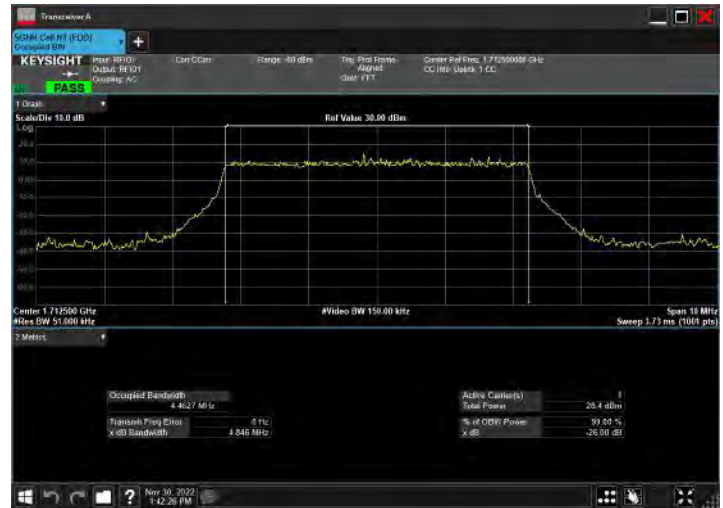 Transceiver A
5GNR Cell NT (FDD)
Occupied BW
KEYSIGHT
Input: RFIO1
Output: RFIO1
Coupling: AC
Corr CCorr
Range: -60 dBm
Trig: Prot Frame
Aligned
Gate: FFT
Center Ref Freq: 1.712500000 GHz
CC Info: Uplink, 1 CC
PASS
1 Graph
Scale/Div 10.0 dB
Ref Value 30.00 dBm
Log
Center 1.712500 GHz
#Video BW 150.00 kHz
Span 10 MHz
#Res BW 51.000 kHz
Sweep 3.73 ms (1001 pts)
2 Metrics
Occupied Bandwidth
4.4627 MHz
Active Carrier(s)
1
Total Power
28.4 dBm
Transmit Freq Error
0 Hz
% of OBW Power
99.00 %
x dB Bandwidth
4.846 MHz
x dB
-26.00 dB
Nov 30, 2022
1:42:26 PM